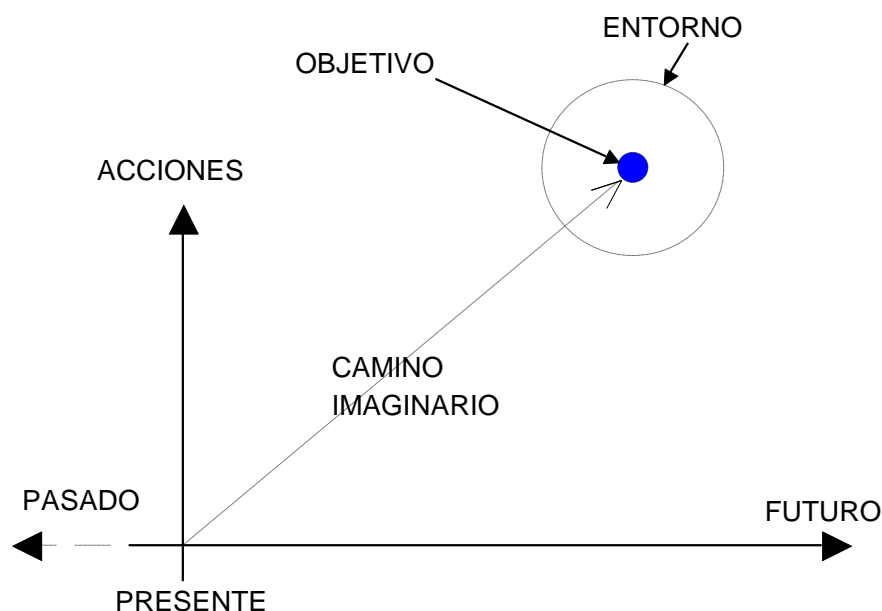 ENTORNO
OBJETIVO
ACCIONES
CAMINO
IMAGINARIO
PASADO
FUTURO
PRESENTE